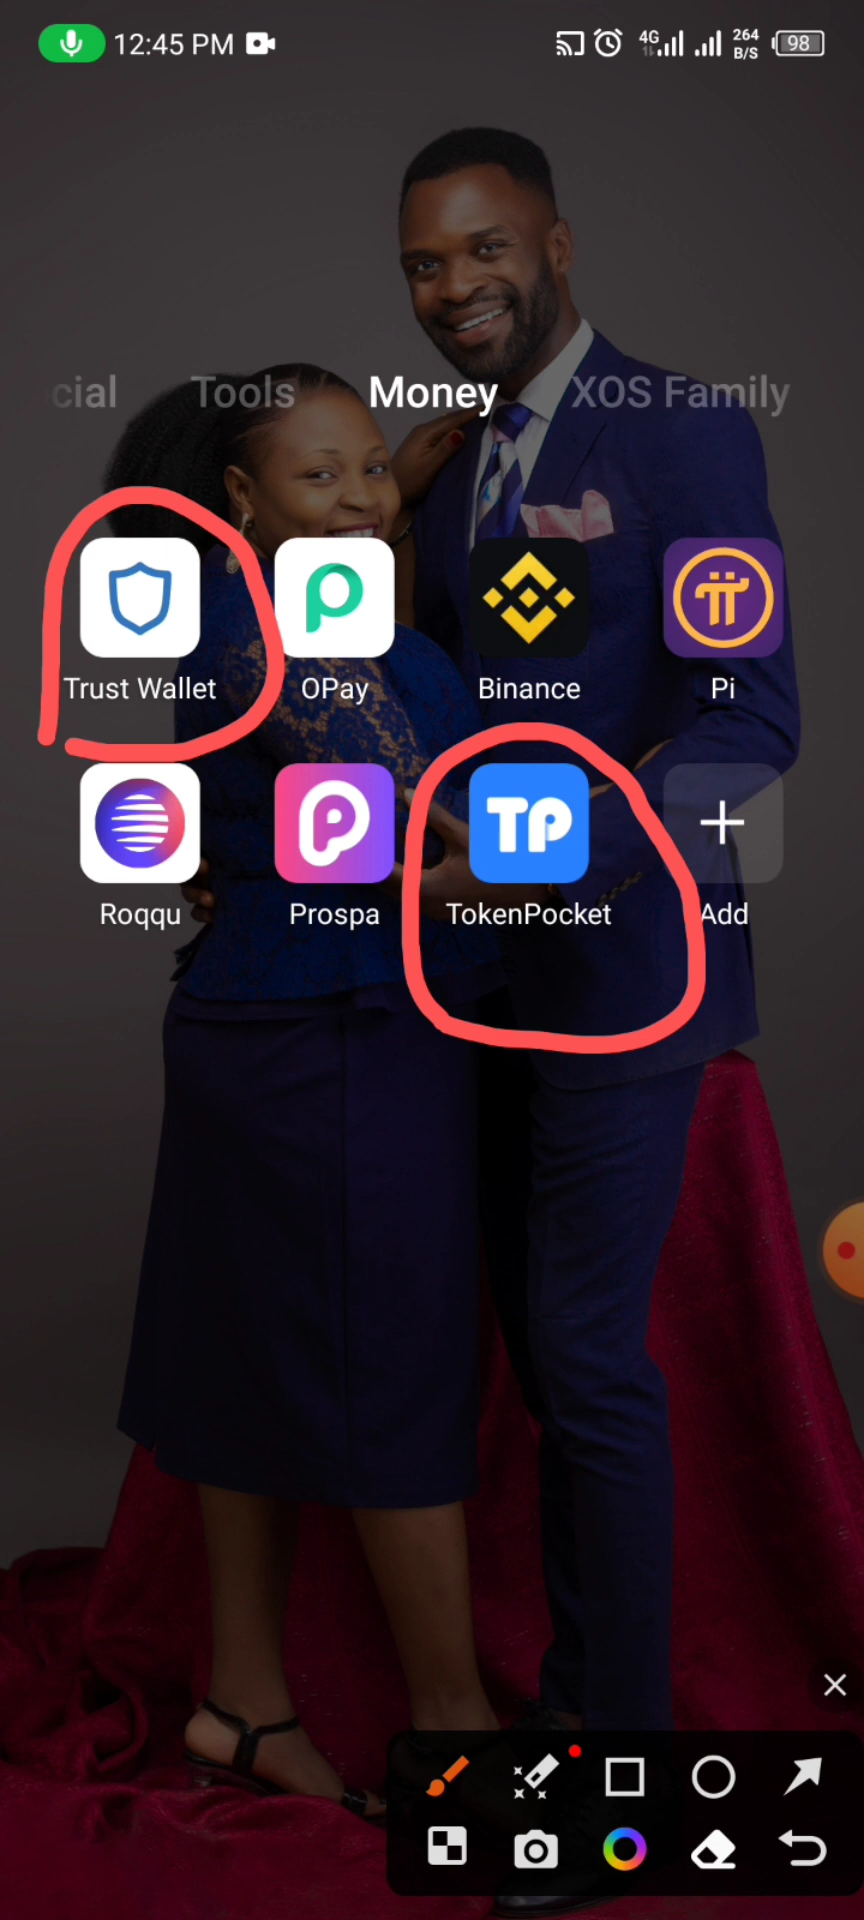 12:45 PM 4G 264 B/S 98
cial Tools Money XOS Family
Trust Wallet OPay Binance Pi
TP
Roqqu Prospa TokenPocket Add